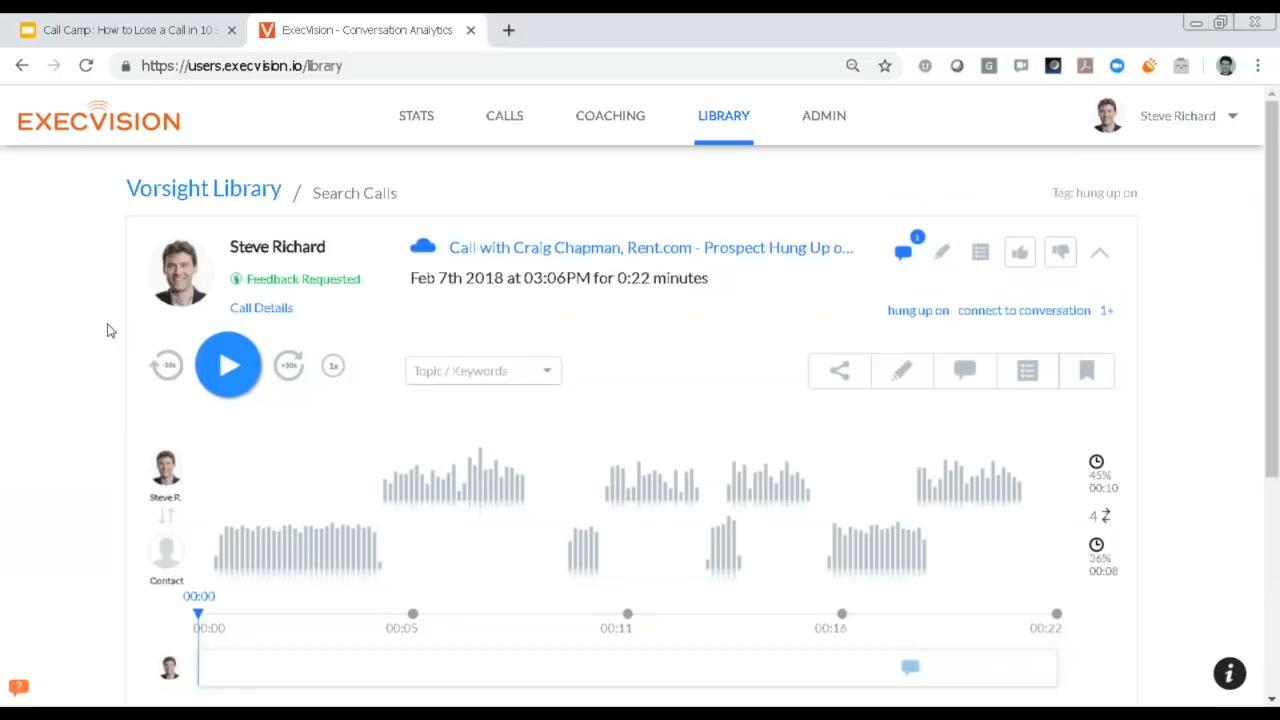 Call Camp: How to Lose a Call in 10 S
ExecVision - Conversation Analytics
https://users.execvision.io/library
EXECVISION
STATS
CALLS
COACHING
LIBRARY
ADMIN
Steve Richard
Vorsight Library / Search Calls
Tag: hung up on
Steve Richard
Call with Craig Chapman, Rent.com - Prospect Hung Up o...
1
Feedback Requested
Feb 7th 2018 at 03:06PM for 0:22 minutes
Call Details
hung up on connect to conversation 1+
-10s
+30s
1x
Topic / Keywords
Steve R.
45%
00:10
4
Contact
36%
00:08
00:00
00:00
00:05
00:11
00:16
00:22